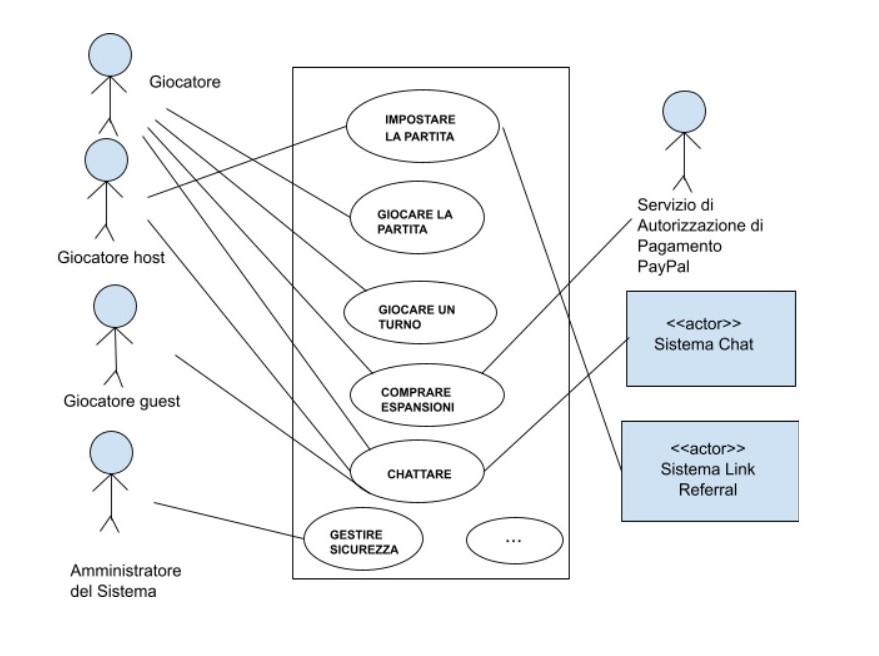 Giocatore
Giocatore host
Giocatore guest
Amministratore
del Sistema
IMPOSTARE
LA PARTITA
GIOCARE LA
PARTITA
GIOCARE UN
TURNO
COMPRARE
ESPANSIONI
CHATTARE
GESTIRE
SICUREZZA
...
Servizio di
Autorizzazione di
Pagamento
PayPal
<<actor>>
Sistema Chat
<<actor>>
Sistema Link
Referral